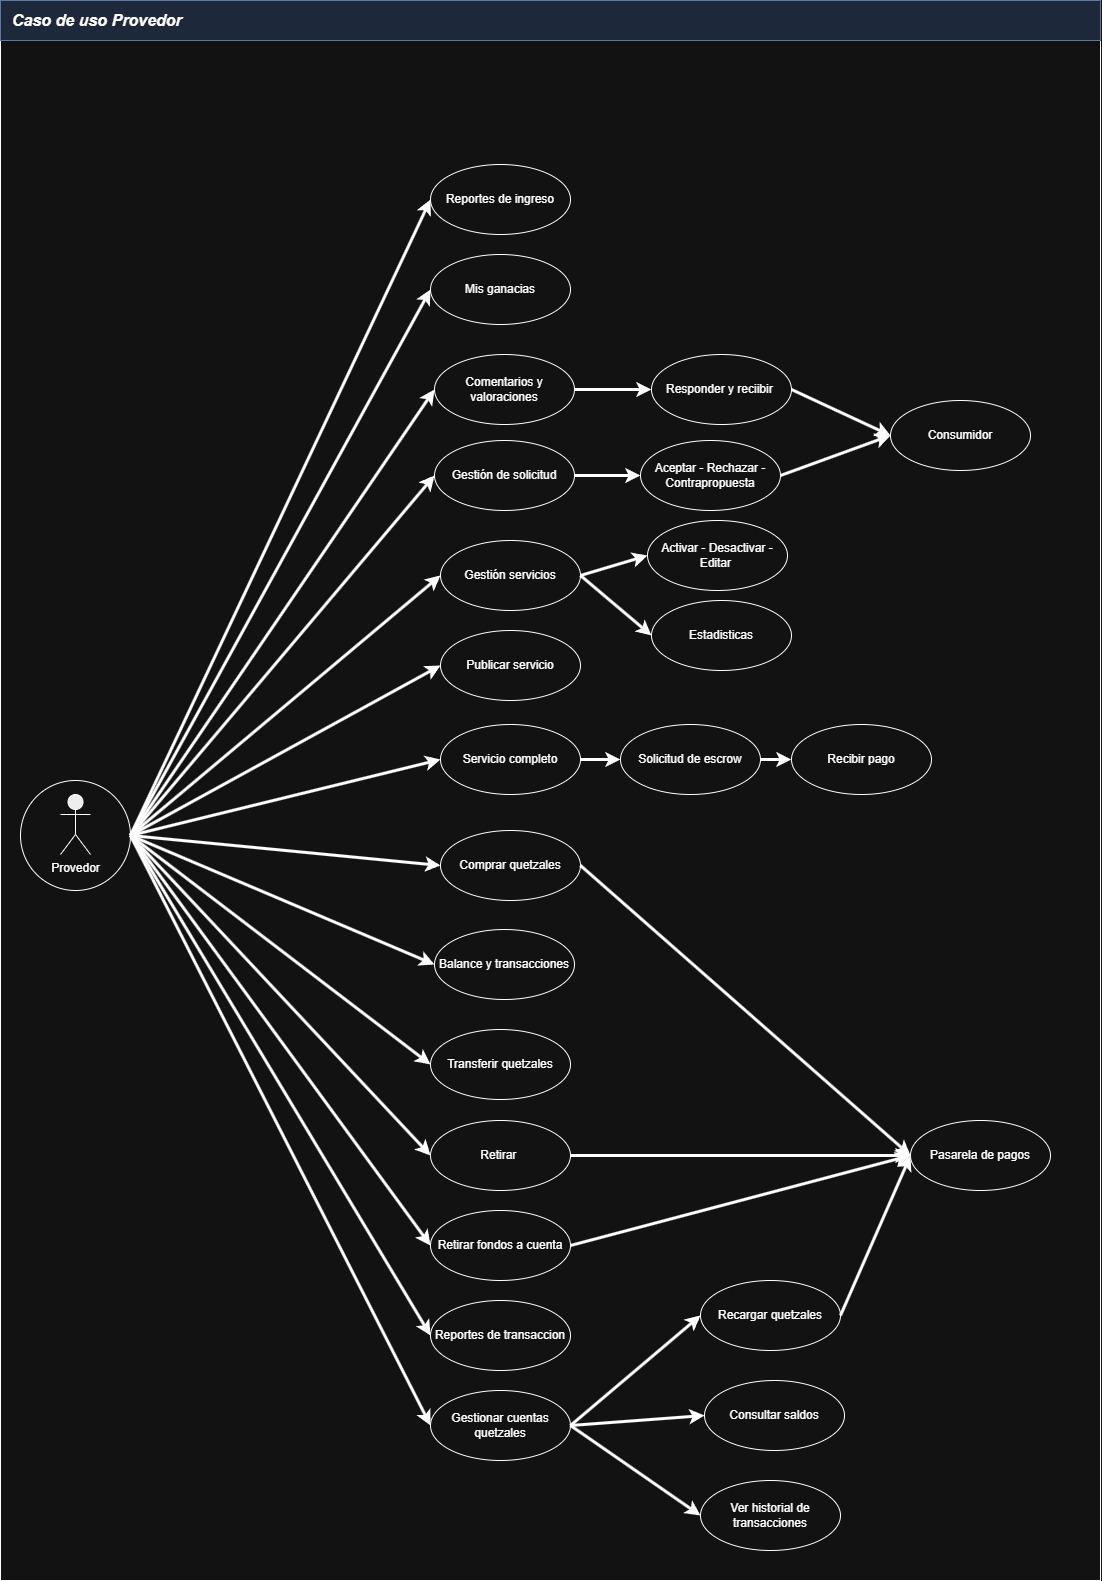 Caso de uso Provedor
Reportes de ingreso
Mis ganacias
Comentarios y
valoraciones
Responder y reciibir
Consumidor
Gestión de solicitud
Aceptar - Rechazar -
Contrapropuesta
Gestión servicios
Activar - Desactivar -
Editar
Estadisticas
Publicar servicio
Servicio completo
Solicitud de escrow
Recibir pago
Provedor
Comprar quetzales
Balance y transacciones
Transferir quetzales
Retirar
Pasarela de pagos
Retirar fondos a cuenta
Reportes de transaccion
Recargar quetzales
Gestionar cuentas
quetzales
Consultar saldos
Ver historial de
transacciones